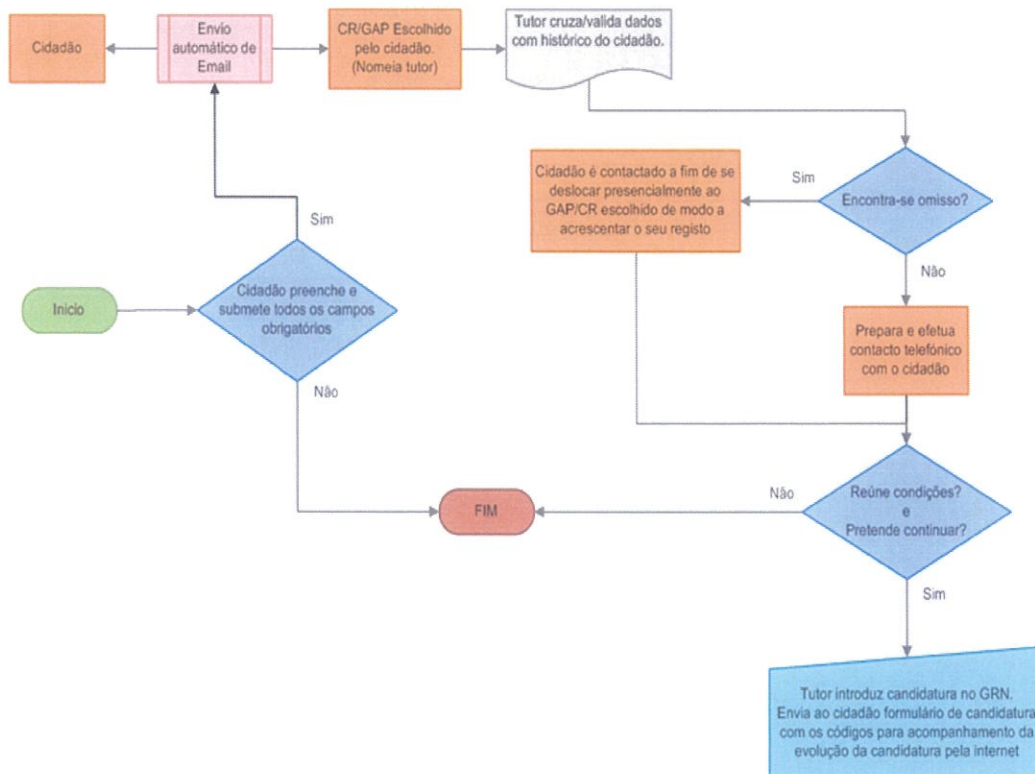 Cidadão
Envío
automático de
Email
CR/GAP Escolhido
pelo cidadão.
(Nomeia tutor)
Tutor cruza/valida dados
com histórico do cidadão.
Cidadão é contactado a fim de se
deslocar presencialmente ao
GAP/CR escolhido de modo a
acrescentar o seu registo
Sim
Encontra-se omisso?
Não
Sim
Inicio
Cidadão preenche e
submete todos os campos
obrigatórios
Não
Prepara e efetua
contacto telefónico
com o cidadão
FIM
Não
Reúne condições?
e
Pretende continuar?
Sim
Tutor introduz candidatura no GRN.
Envia ao cidadão formulário de candidatura
com os códigos para acompanhamento da
evolução da candidatura pela internet